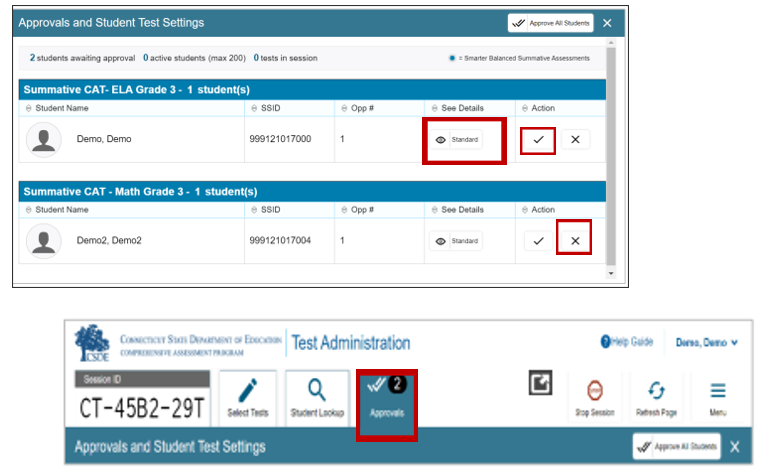 Approvals and Student Test Settings
Approve All Students
2 students awaiting approval 0 active students (max 200) 0 tests in session
= Smarter Balanced Summative Assessments
Summative CAT- ELA Grade 3 - 1 student(s)
Student Name SSID Opp # See Details Action
Demo, Demo 999121017000 1 Standard
Summative CAT - Math Grade 3 - 1 student(s)
Student Name SSID Opp # See Details Action
Demo2, Demo2 999121017004 1 Standard
CSDE
CONNECTICUT STATE DEPARTMENT OF EDUCATION
COMPREHENSIVE ASSESSMENT PROGRAM
Test Administration
Help Guide
Demo, Demo
Session ID
CT-45B2-29T
Select Tests
Student Lookup
2
Approvals
Stop Session
Refresh Page
Menu
Approvals and Student Test Settings
Approve All Students